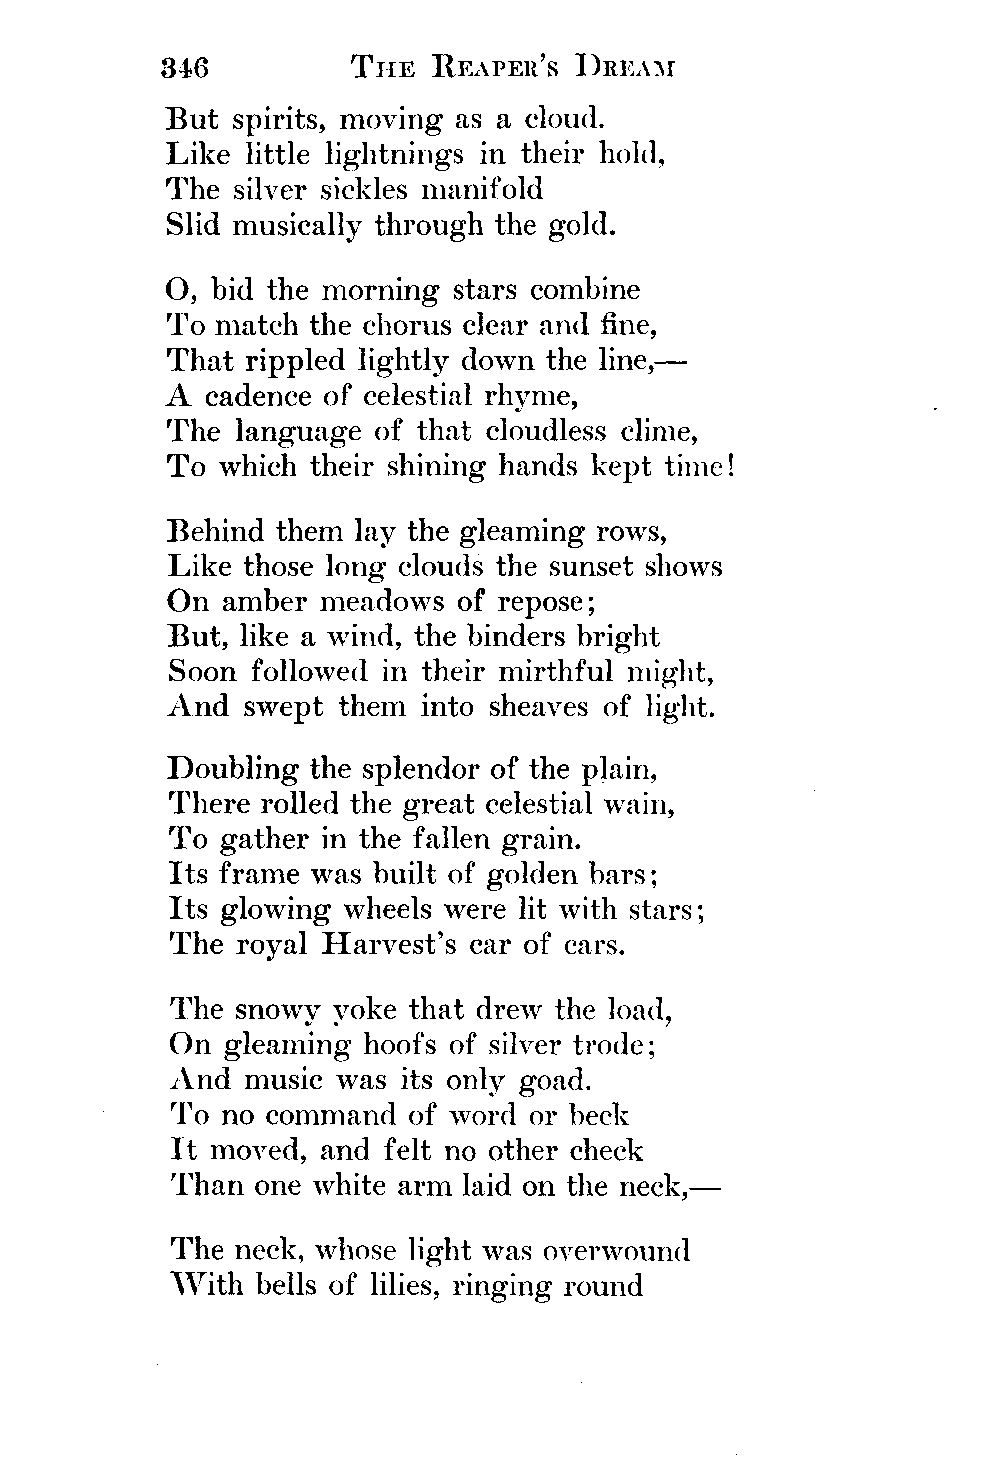 346 THE REAPER'S DREAM
But spirits, moving as a cloud.
Like little lightnings in their hold,
The silver sickles manifold
Slid musically through the gold.
O, bid the morning stars combine
To match the chorus clear and fine,
That rippled lightly down the line,—
A cadence of celestial rhyme,
The language of that cloudless clime,
To which their shining hands kept time!
Behind them lay the gleaming rows,
Like those long clouds the sunset shows
On amber meadows of repose;
But, like a wind, the binders bright
Soon followed in their mirthful might,
And swept them into sheaves of light.
Doubling the splendor of the plain,
There rolled the great celestial wain,
To gather in the fallen grain.
Its frame was built of golden bars;
Its glowing wheels were lit with stars;
The royal Harvest's car of cars.
The snowy yoke that drew the load,
On gleaming hoofs of silver trode;
And music was its only goad.
To no command of word or beck
It moved, and felt no other check
Than one white arm laid on the neck,—
The neck, whose light was overwound
With bells of lilies, ringing round